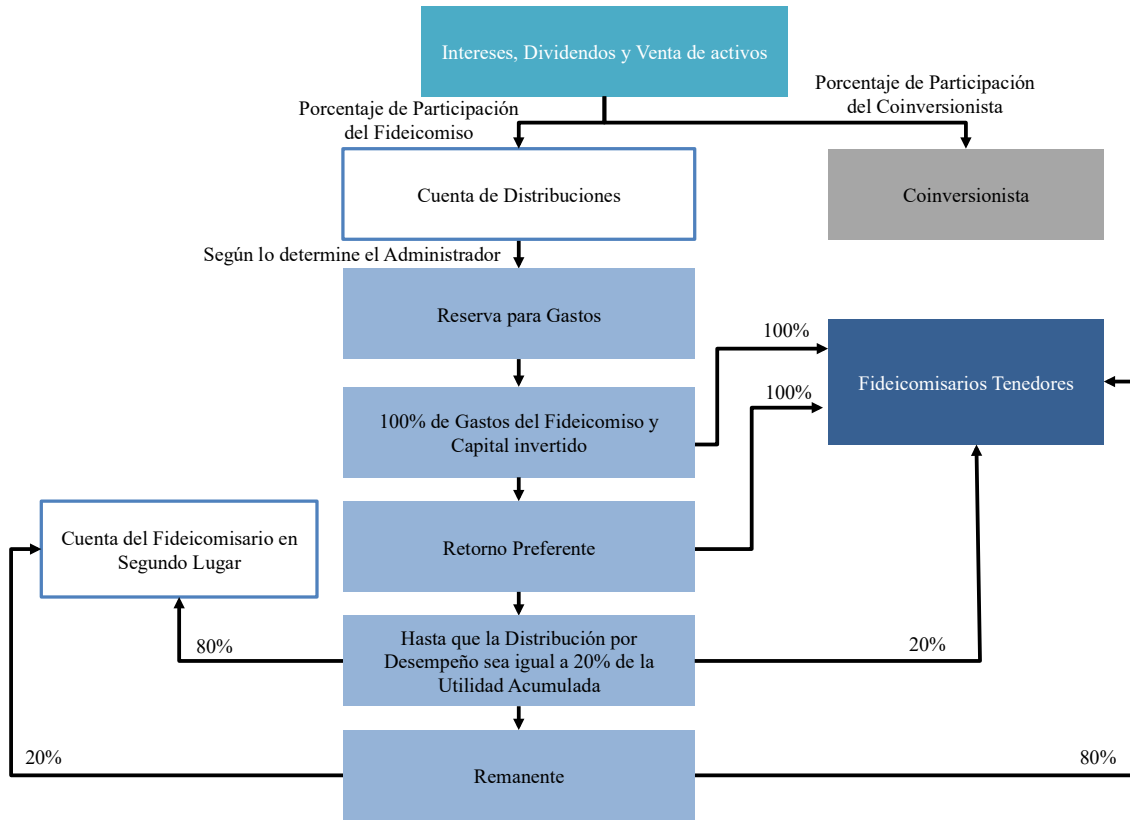 Intereses, Dividendos y Venta de activos
Porcentaje de Participación
del Fideicomiso
Porcentaje de Participación
del Coinversionista
Cuenta de Distribuciones
Coinversionista
Según lo determine el Administrador
Reserva para Gastos
100%
Fideicomisarios Tenedores
100%
100% de Gastos del Fideicomiso y
Capital invertido
Retorno Preferente
Cuenta del Fideicomisario en
Segundo Lugar
80%
Hasta que la Distribución por
Desempeño sea igual a 20% de la
Utilidad Acumulada
20%
20%
Remanente
80%